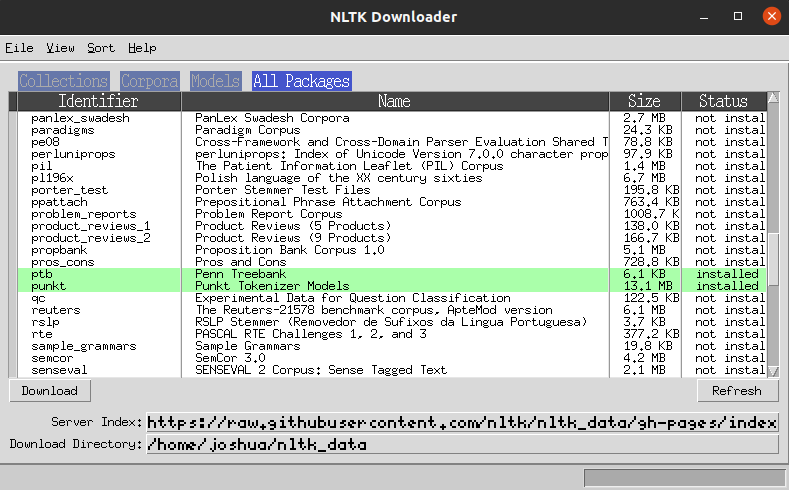 NLTK Downloader
File View Sort Help
Collections Corpora Models All Packages
Identifier Name Size Status
panlex_swadesh PanLex Swadesh Corpora 2.7 MB not instal
paradigms Paradigm Corpus 24.3 KB not instal
pe08 Cross-Framework and Cross-Domain Parser Evaluation Shared T 78.8 KB not instal
perluniprops perluniprops: Index of Unicode Version 7.0.0 character prop 97.9 KB not instal
pil The Patient Information Leaflet (PIL) Corpus 1.4 MB not instal
pl196x Polish language of the XX century sixties 6.7 MB not instal
porter_test Porter Stemmer Test Files 195.8 KB not instal
ppattach Prepositional Phrase Attachment Corpus 763.4 KB not instal
problem_reports Problem Report Corpus 1008.7 K not instal
product_reviews_1 Product Reviews (5 Products) 138.0 KB not instal
product_reviews_2 Product Reviews (9 Products) 166.7 KB not instal
propbank Proposition Bank Corpus 1.0 5.1 MB not instal
pros_cons Pros and Cons 728.8 KB not instal
ptb Penn Treebank 6.1 KB installed
punkt Punkt Tokenizer Models 13.1 MB installed
qc Experimental Data for Question Classification 122.5 KB not instal
reuters The Reuters-21578 benchmark corpus, ApteMod version 6.1 MB not instal
rslp RSLP Stemmer (Removedor de Sufixos da Lingua Portuguesa) 3.7 KB not instal
rte PASCAL RTE Challenges 1, 2, and 3 377.2 KB not instal
sample_grammars Sample Grammars 19.8 KB not instal
semcor SemCor 3.0 4.2 MB not instal
senseval SENSEVAL 2 Corpus: Sense Tagged Text 2.1 MB not instal
Download Refresh
Server Index: https://raw.githubusercontent.com/nltk/nltk_data/gh-pages/index
Download Directory: /home/joshua/nltk_data